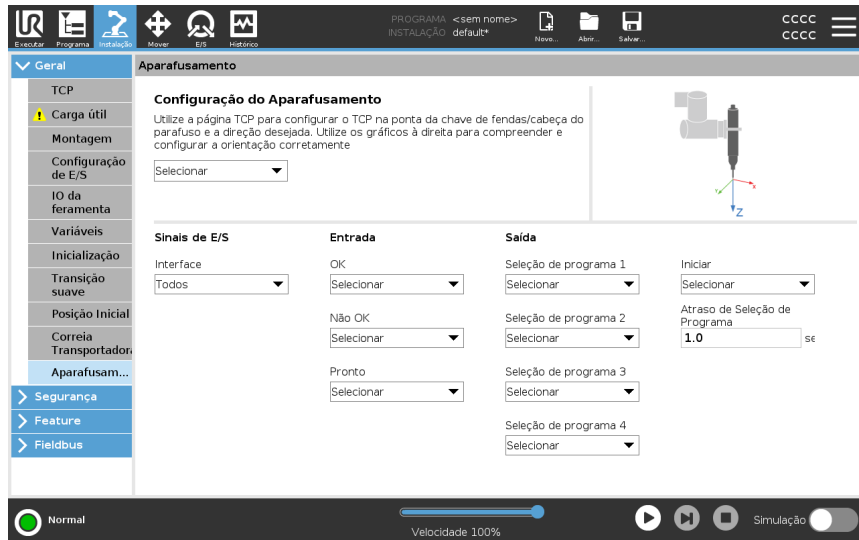 UR
PROGRAMA <sem nome>
INSTALAÇÃO default*
cccc
cccc
Executar Programa Instalação Mover E/S Histórico Novo... Abrir... Salvar...
Geral
TCP
Carga útil
Montagem
Configuração
de E/S
IO da
feramenta
Variáveis
Inicialização
Transição
suave
Posição Inicial
Correia
Transportadora
Aparafusam...
Segurança
Feature
Fieldbus
Aparafusamento
Configuração do Aparafusamento
Utilize a página TCP para configurar o TCP na ponta da chave de fendas/cabeça do
parafuso e a direção desejada. Utilize os gráficos à direita para compreender e
configurar a orientação corretamente
Selecionar
Y X
Z
Sinais de E/S
Interface
Todos
Entrada
OK
Selecionar
Não OK
Selecionar
Pronto
Selecionar
Saída
Seleção de programa 1
Selecionar
Seleção de programa 2
Selecionar
Seleção de programa 3
Selecionar
Seleção de programa 4
Selecionar
Iniciar
Selecionar
Atraso de Seleção de
Programa
1.0 se
Normal
Velocidade 100%
Simulação